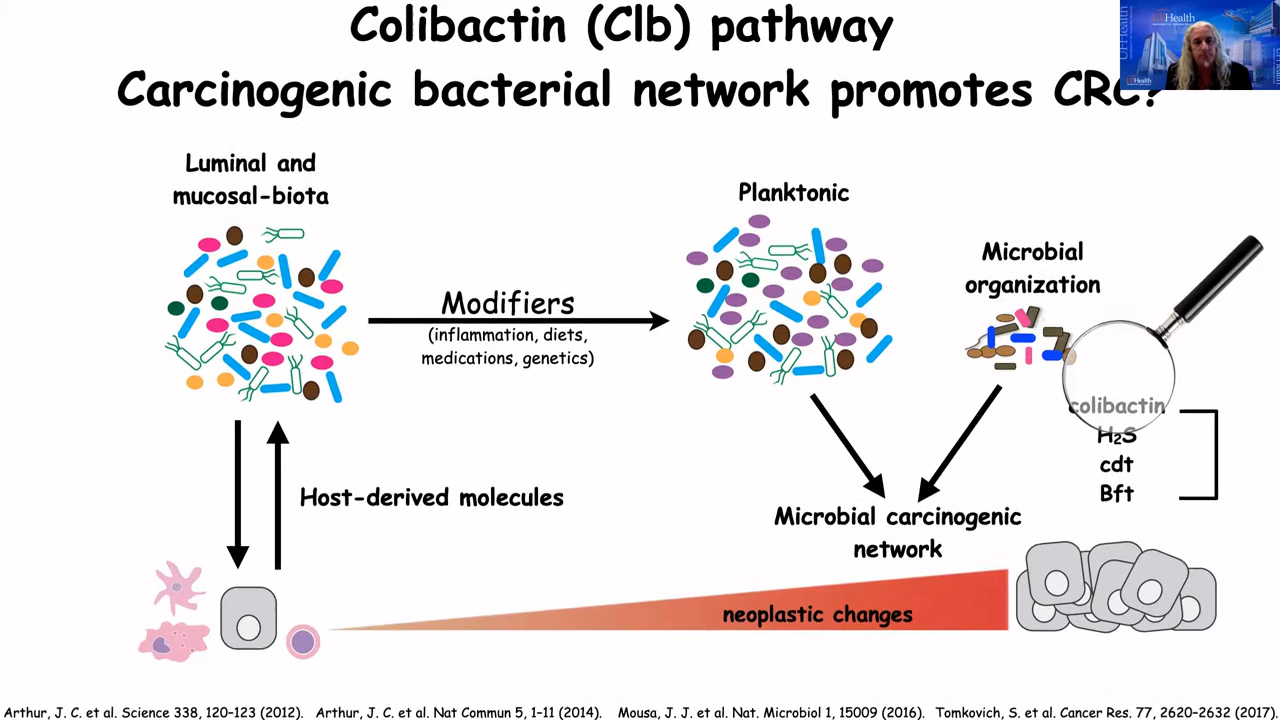 Colibactin (Clb) pathway
Carcinogenic bacterial network promotes CRC?
UFHealth
Luminal and
mucosal-biota
Planktonic
Microbial
organization
Modifiers
(inflammation, diets,
medications, genetics)
colibactin
H₂S
cdt
Bft
Host-derived molecules
Microbial carcinogenic
network
neoplastic changes
Arthur, J. C. et al. Science 338, 120–123 (2012). Arthur, J. C. et al. Nat Commun 5, 1–11 (2014). Mousa, J. J. et al. Nat. Microbiol 1, 15009 (2016). Tomkovich, S. et al. Cancer Res. 77, 2620–2632 (2017).